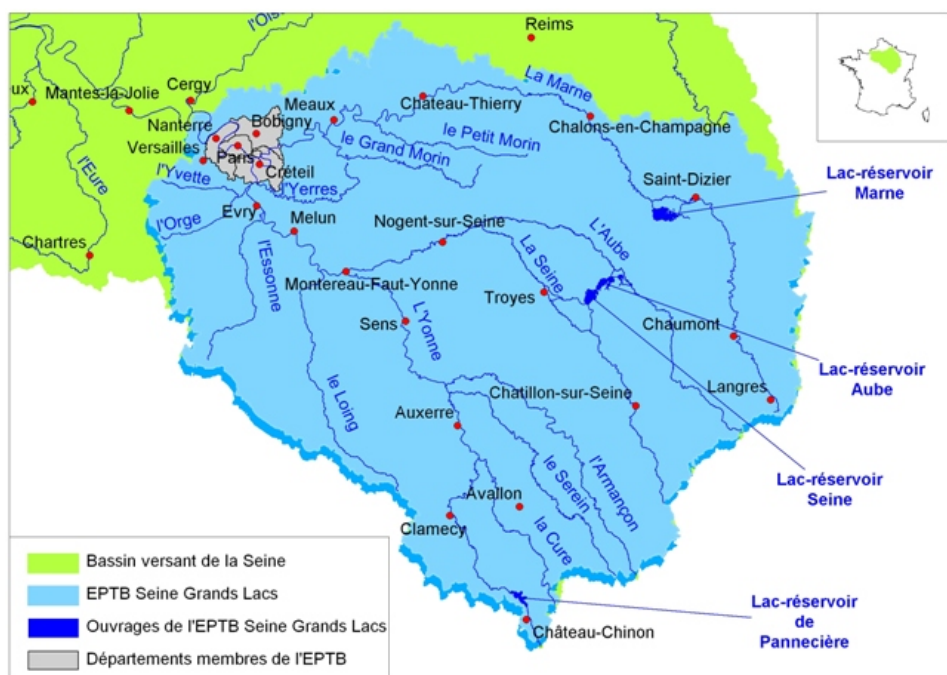 l'Ois
Reims
ux
Mantes-la-Jolie
Cergy
La Marne
Meaux
Château-Thierry
Nanterre
Bobigny
Chalons-en-Champagne
Versailles
le Petit Morin
le Grand Morin
Paris
l'Eure
Créteil
l'Yvette
l'Yerres
Saint-Dizier
Lac-réservoir
Marne
l'Orge
Evry
Melun
Nogent-sur-Seine
L'Aube
Chartres
l'Essonne
La Seine
Montereau-Faut-Yonne
Troyes
Sens
L'Yonne
Chaumont
Lac-réservoir
Aube
le Loing
Chatillon-sur-Seine
Langres
Auxerre
le Serein
l'Armançon
Lac-réservoir
Seine
Avallon
Clamecy
la Cure
Bassin versant de la Seine
EPTB Seine Grands Lacs
Ouvrages de l'EPTB Seine Grands Lacs
Départements membres de l'EPTB
Lac-réservoir
de
Pannecière
Château-Chinon